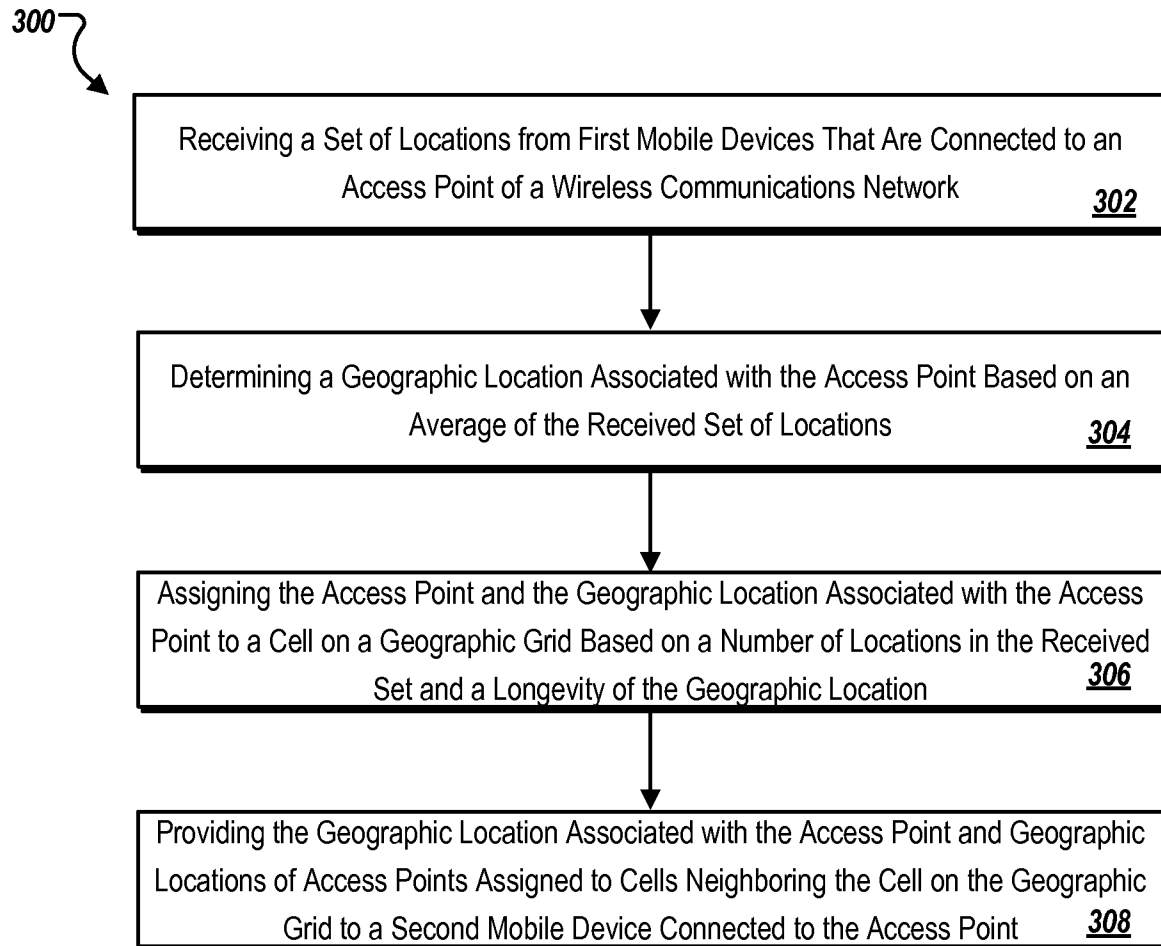 300
Receiving a Set of Locations from First Mobile Devices That Are Connected to an
Access Point of a Wireless Communications Network
302
Determining a Geographic Location Associated with the Access Point Based on an
Average of the Received Set of Locations
304
Assigning the Access Point and the Geographic Location Associated with the Access
Point to a Cell on a Geographic Grid Based on a Number of Locations in the Received
Set and a Longevity of the Geographic Location
306
Providing the Geographic Location Associated with the Access Point and Geographic
Locations of Access Points Assigned to Cells Neighboring the Cell on the Geographic
Grid to a Second Mobile Device Connected to the Access Point
308